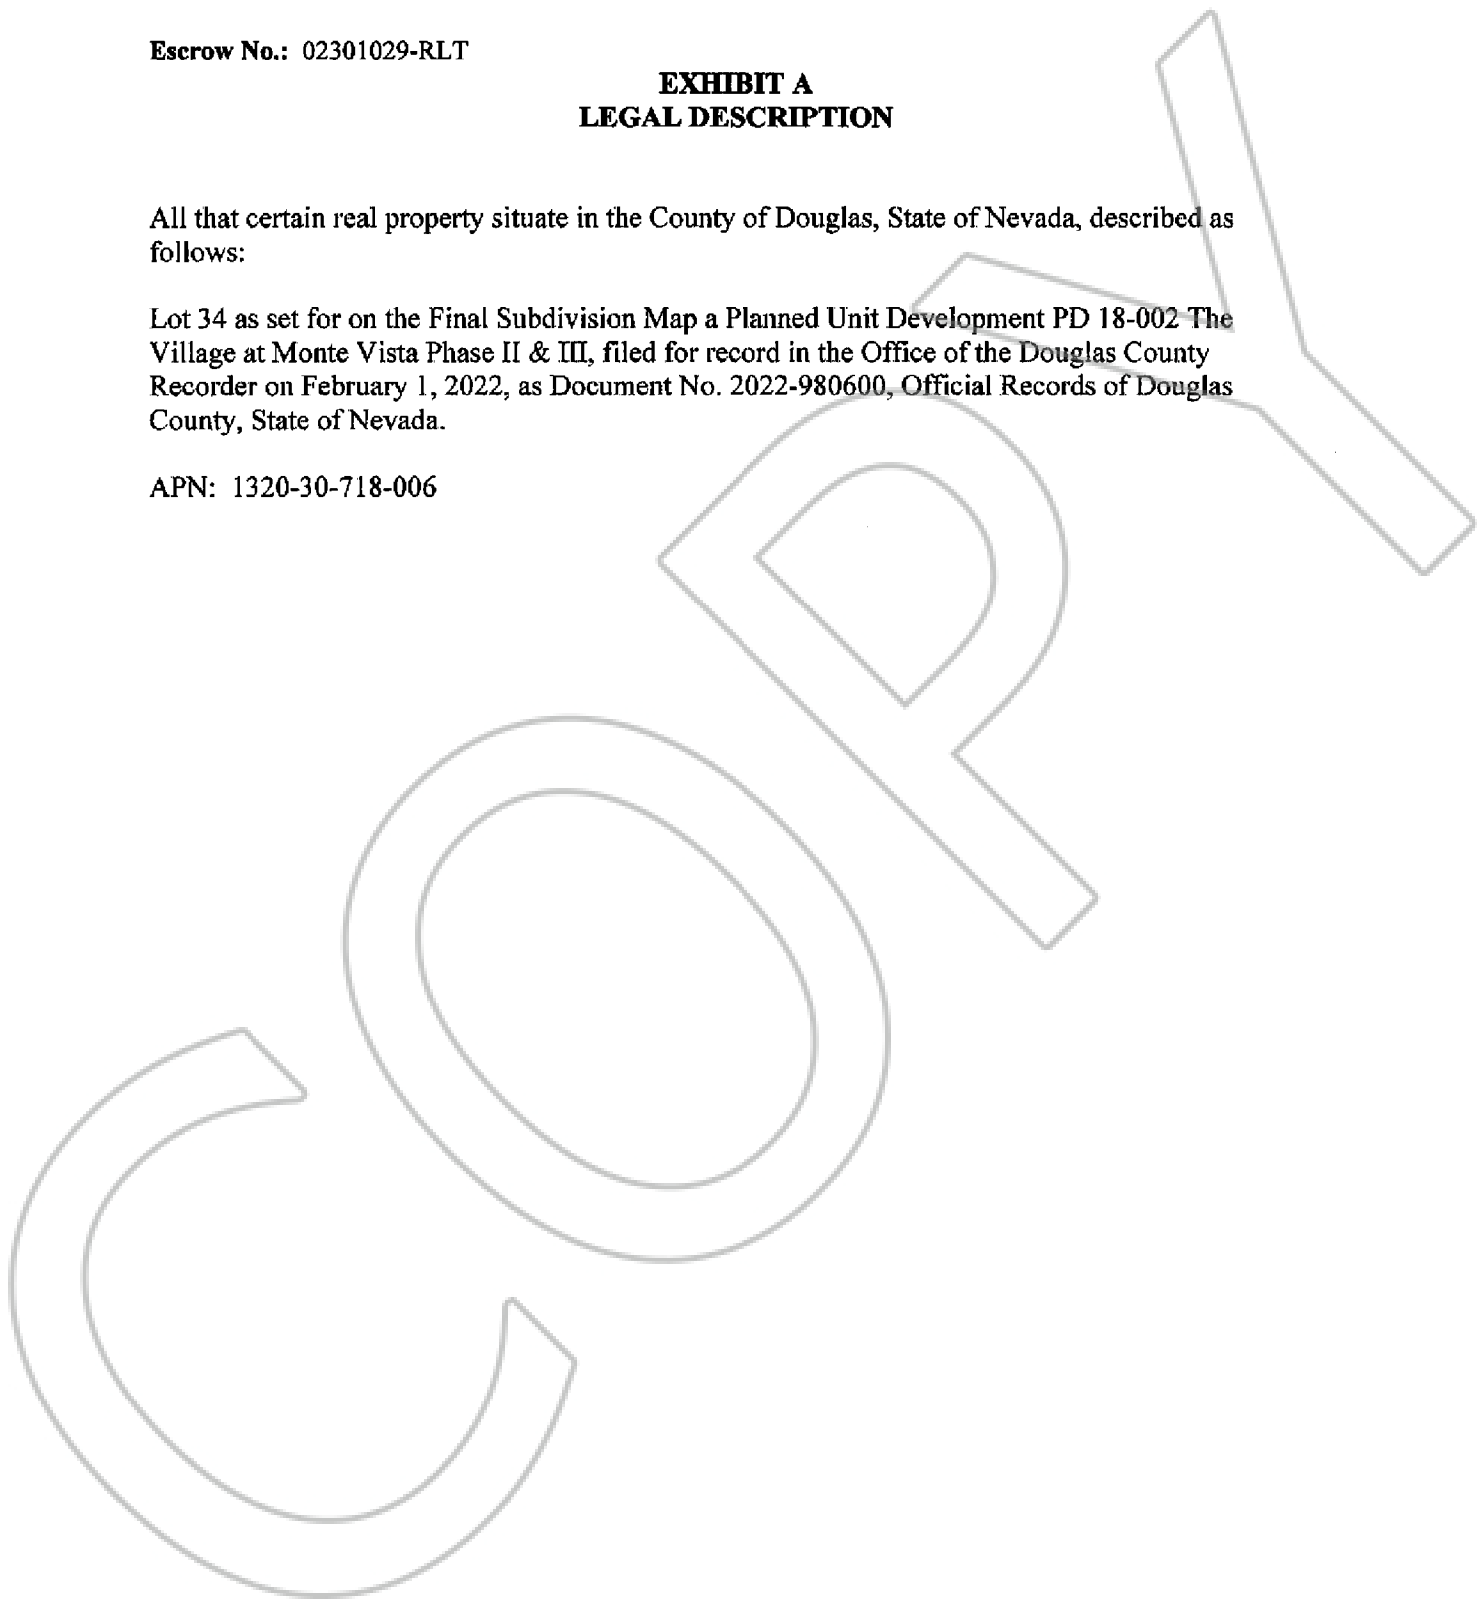 Escrow No.: 02301029-RLT
EXHIBIT A
LEGAL DESCRIPTION
All that certain real property situate in the County of Douglas, State of Nevada, described as
follows:
Lot 34 as set for on the Final Subdivision Map a Planned Unit Development PD 18-002 The
Village at Monte Vista Phase II & III, filed for record in the Office of the Douglas County
Recorder on February 1, 2022, as Document No. 2022-980600, Official Records of Douglas
County, State of Nevada.
APN: 1320-30-718-006
COPY